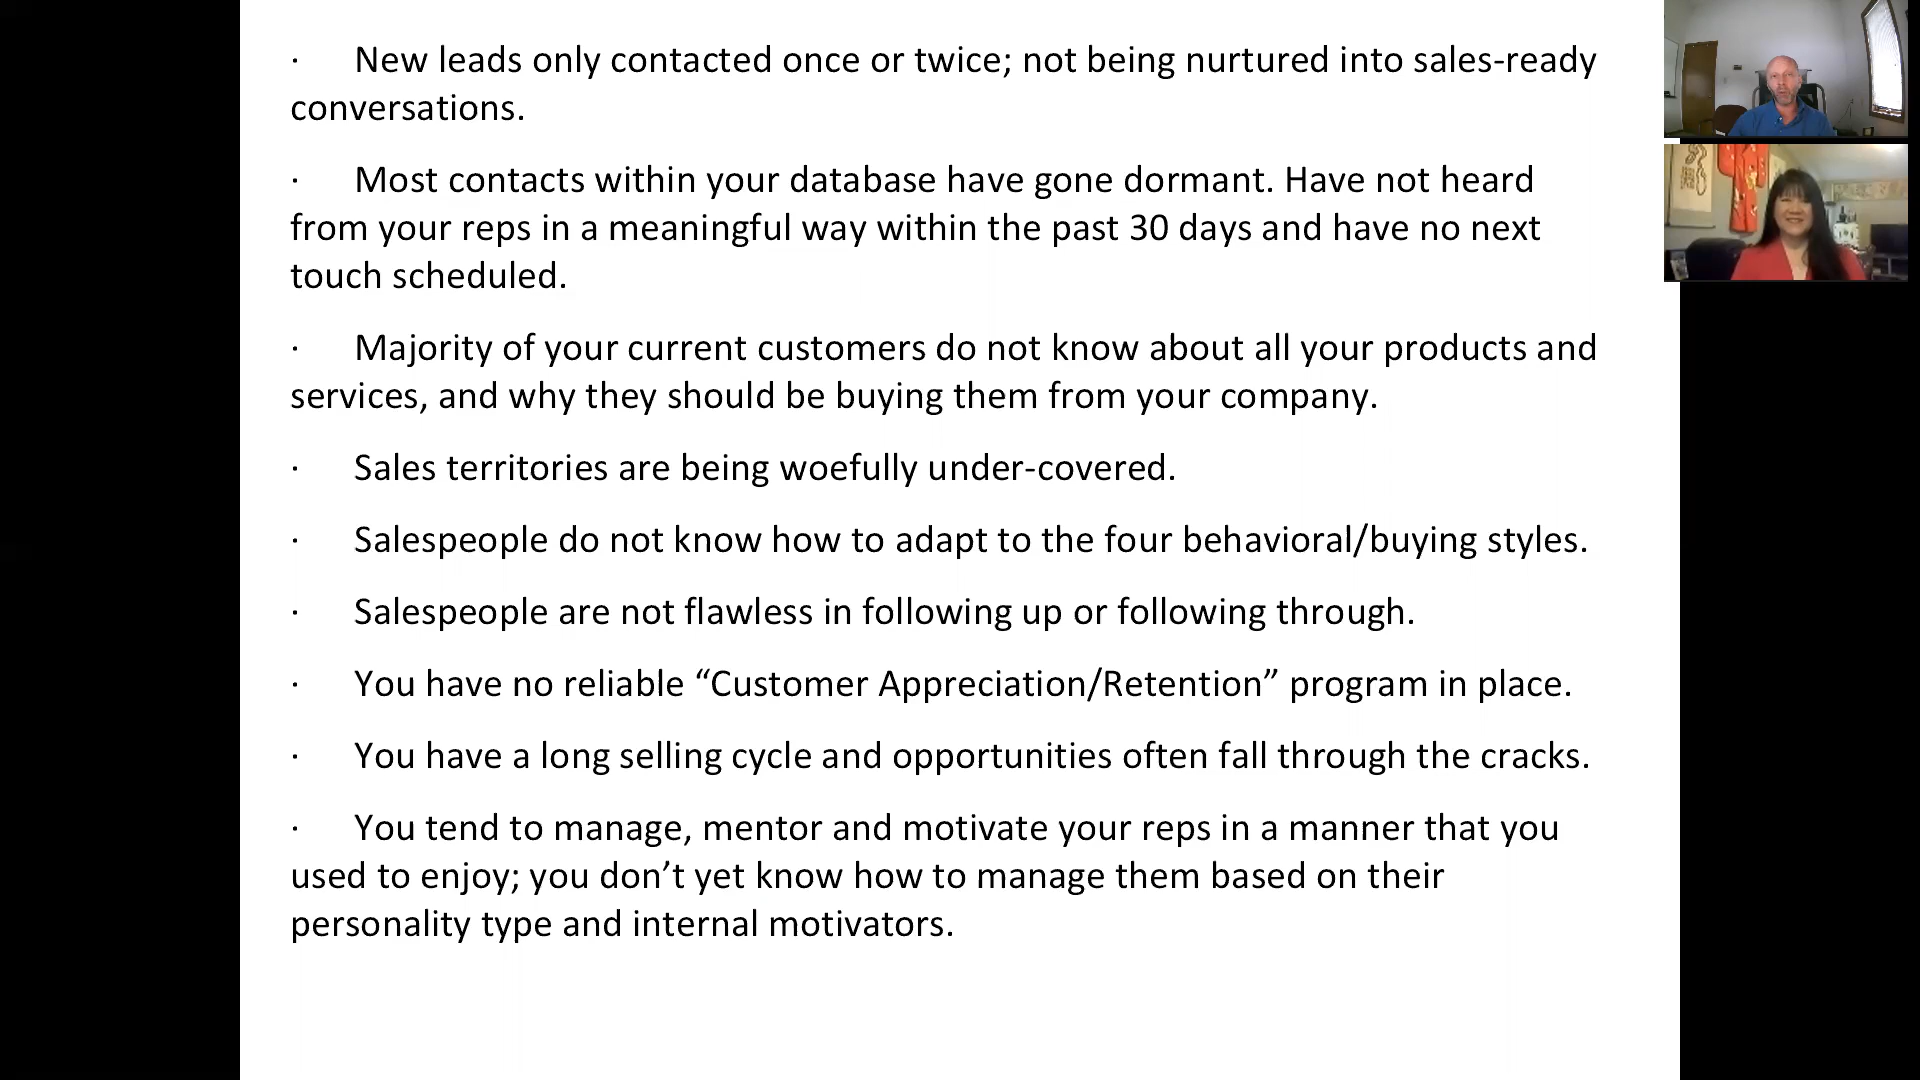 · New leads only contacted once or twice; not being nurtured into sales-ready
conversations.
· Most contacts within your database have gone dormant. Have not heard
from your reps in a meaningful way within the past 30 days and have no next
touch scheduled.
· Majority of your current customers do not know about all your products and
services, and why they should be buying them from your company.
· Sales territories are being woefully under-covered.
· Salespeople do not know how to adapt to the four behavioral/buying styles.
· Salespeople are not flawless in following up or following through.
· You have no reliable “Customer Appreciation/Retention” program in place.
· You have a long selling cycle and opportunities often fall through the cracks.
· You tend to manage, mentor and motivate your reps in a manner that you
used to enjoy; you don’t yet know how to manage them based on their
personality type and internal motivators.